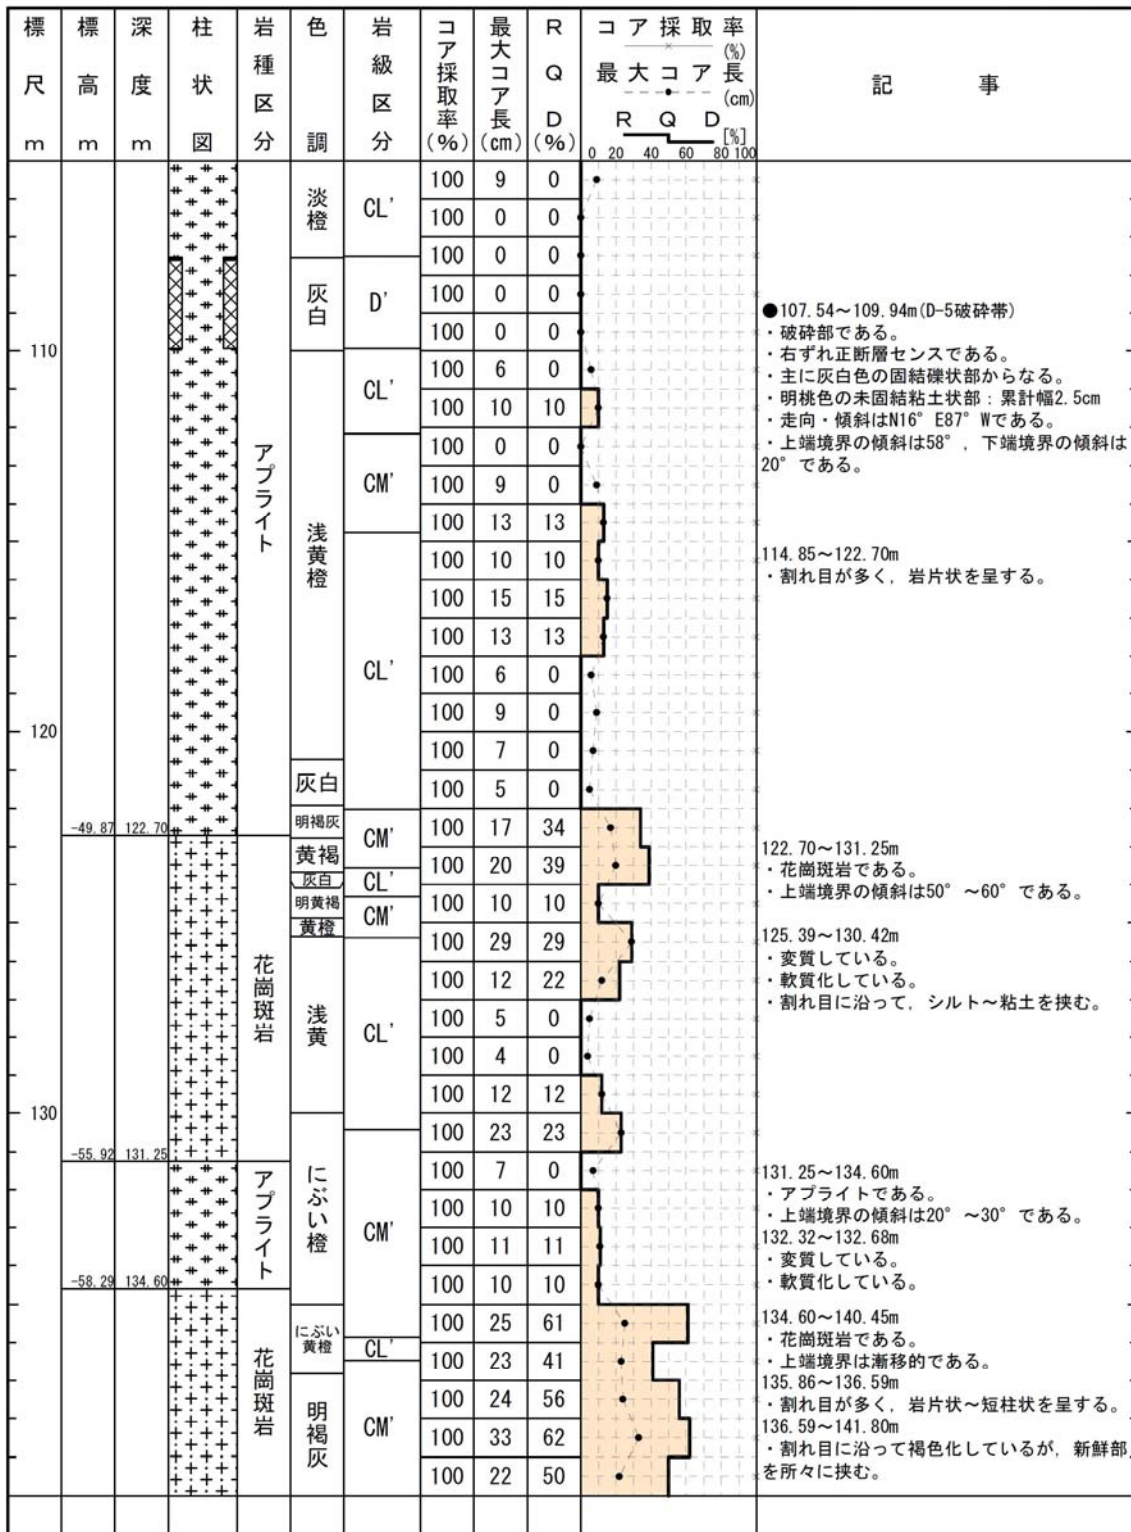 標尺m 標高m 深度m 柱状図 岩種区分 色調 岩級区分 コア採取率(%) 最大コア長(cm) RQD(%) コア採取率(%) 最大コア長(cm) RQD[%] 記事
0 20 40 60 80 100
淡橙 CL' 100 9 0
100 0 0
100 0 0
灰白 D' 100 0 0
100 0 0
●107.54～109.94m(D-5破砕帯)
・破砕部である。
・右ずれ正断層センスである。
・主に灰白色の固結礫状部からなる。
・明桃色の未固結粘土状部：累計幅2.5cm
・走向・傾斜はN16°E87°Wである。
・上端境界の傾斜は58°，下端境界の傾斜は
20°である。
110
CL' 100 6 0
100 10 10
アプライト
浅黄橙
CM' 100 0 0
100 9 0
100 13 13
CL' 100 10 10
114.85～122.70m
・割れ目が多く，岩片状を呈する。
100 15 15
100 13 13
100 6 0
100 9 0
120
100 7 0
灰白 100 5 0
-49.87 122.70 明褐灰 CM' 100 17 34
黄褐 100 20 39
122.70～131.25m
・花崗斑岩である。
・上端境界の傾斜は50°～60°である。
灰白 CL'
明黄褐 CM' 100 10 10
黄橙
花崗斑岩
浅黄 CL' 100 29 29
125.39～130.42m
・変質している。
・軟質化している。
・割れ目に沿って，シルト～粘土を挟む。
100 12 22
100 5 0
100 4 0
100 12 12
130
にぶい橙 CM' 100 23 23
-55.92 131.25
アプライト 100 7 0
131.25～134.60m
・アプライトである。
・上端境界の傾斜は20°～30°である。
132.32～132.68m
・変質している。
・軟質化している。
100 10 10
100 11 11
-58.29 134.60 100 10 10
花崗斑岩
にぶい黄橙 100 25 61
134.60～140.45m
・花崗斑岩である。
・上端境界は漸移的である。
CL' 100 23 41
135.86～136.59m
・割れ目が多く，岩片状～短柱状を呈する。
明褐灰 CM' 100 24 56
136.59～141.80m
・割れ目に沿って褐色化しているが，新鮮部
を所々に挟む。
100 33 62
100 22 50